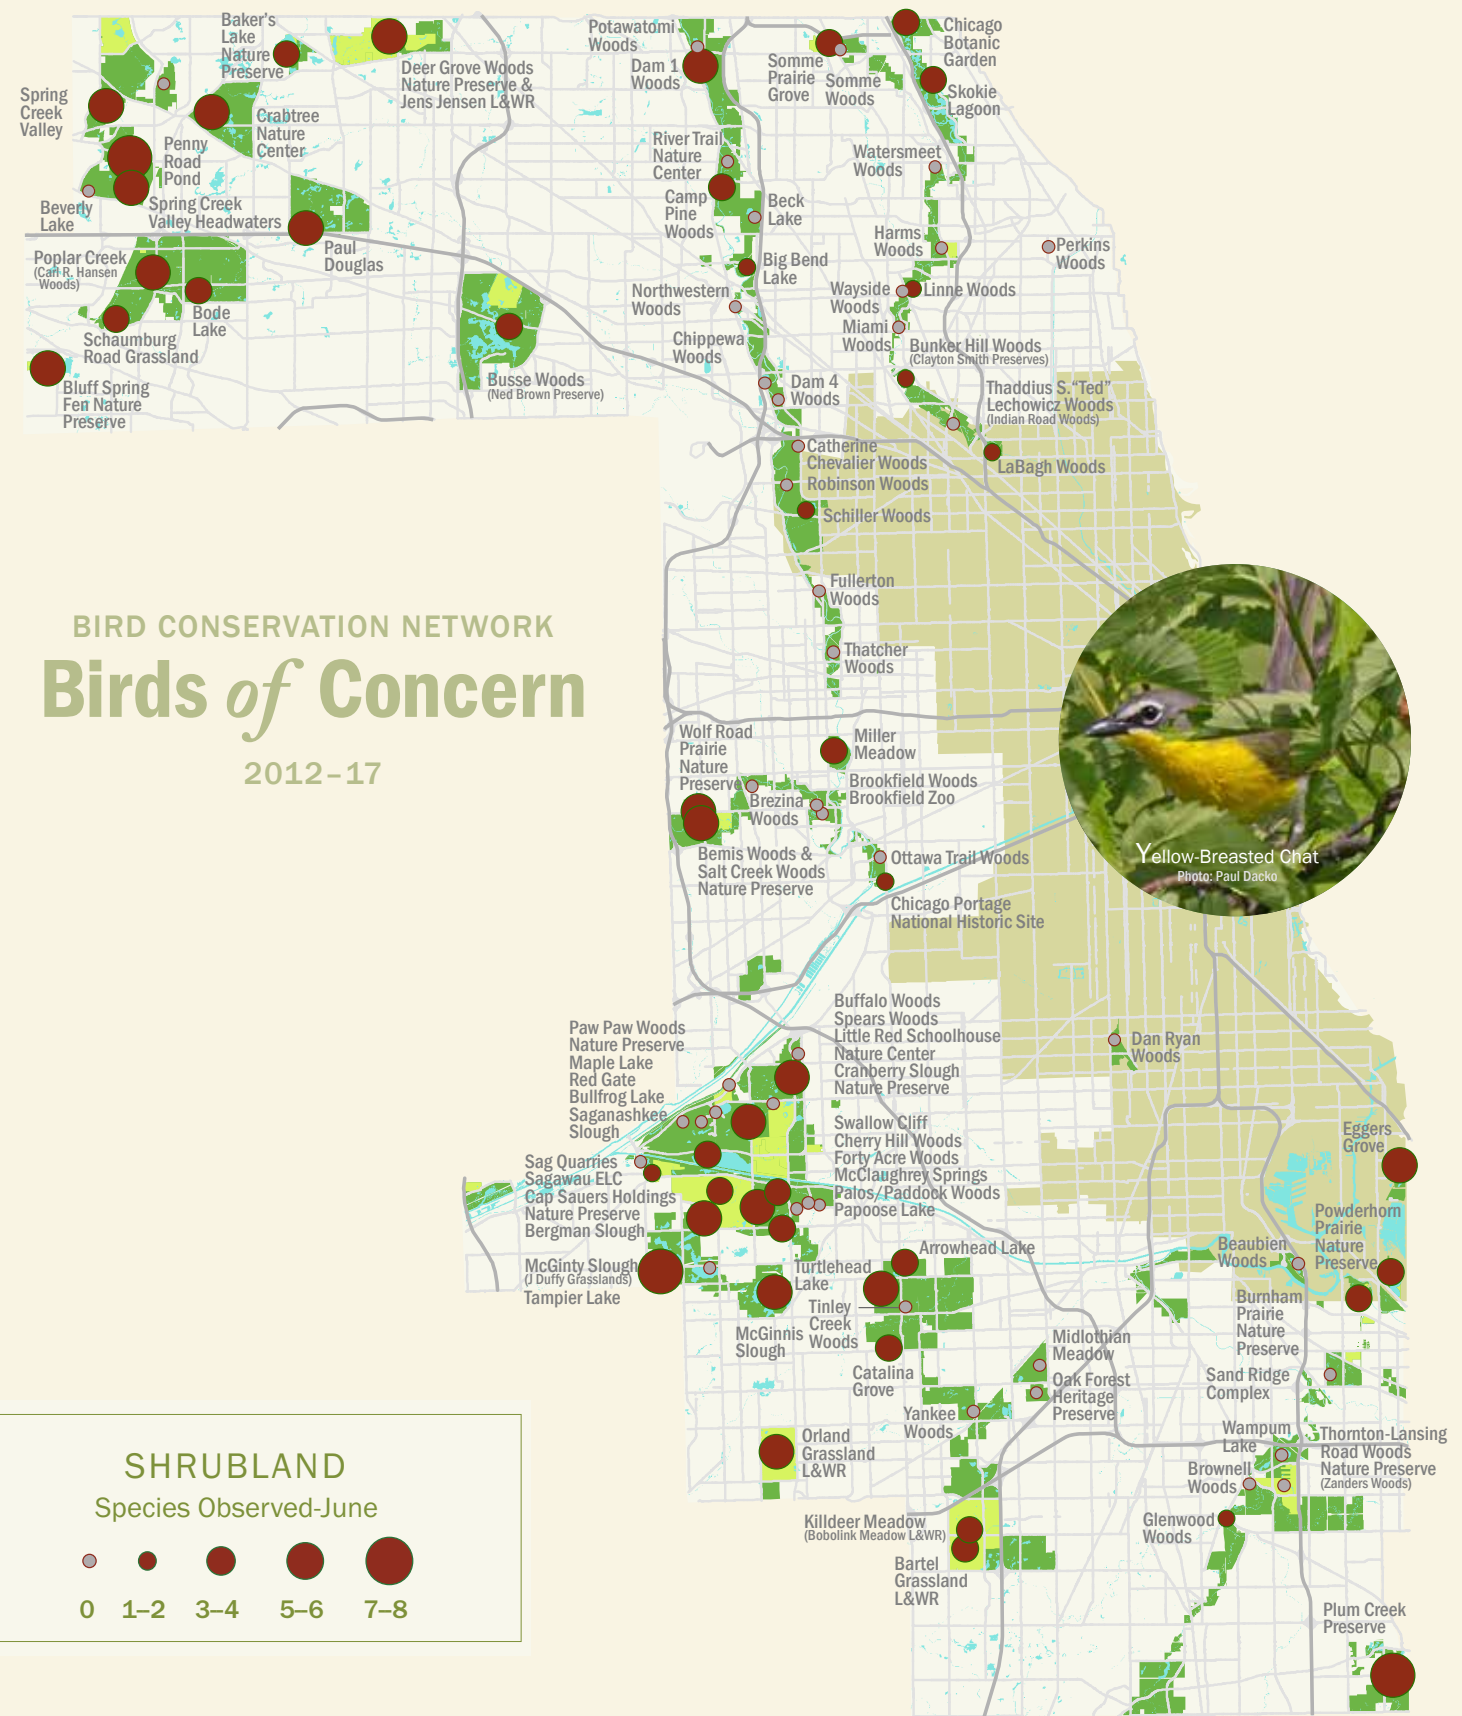 Baker's
Lake
Nature
Preserve
Deer Grove Woods
Nature Preserve &
Jens Jensen L&WR
Spring
Creek
Valley
Crabtree
Nature
Center
Penny
Road
Pond
Beverly
Lake
Spring Creek
Valley Headwaters
Paul
Douglas
Poplar Creek
(Carl R. Hansen
Woods)
Bode
Lake
Schaumburg
Road Grassland
Bluff Spring
Fen Nature
Preserve
Busse Woods
(Ned Brown Preserve)
Potawatomi
Woods
Dam 1
Woods
Somme
Prairie
Grove
Somme
Woods
Chicago
Botanic
Garden
Skokie
Lagoon
River Trail
Nature
Center
Camp
Pine
Woods
Beck
Lake
Watersmeet
Woods
Harms
Woods
Perkins
Woods
Big Bend
Lake
Northwestern
Woods
Wayside
Woods
Linne Woods
Miami
Woods
Chippewa
Woods
Bunker Hill Woods
(Clayton Smith Preserves)
Dam 4
Woods
Thaddius S. “Ted”
Lechowicz Woods
(Indian Road Woods)
Catherine
Chevalier Woods
LaBagh Woods
Robinson Woods
Schiller Woods
Fullerton
Woods
Thatcher
Woods
BIRD CONSERVATION NETWORK
Birds of Concern
2012–17
Yellow-Breasted Chat
Photo: Paul Dacko
Wolf Road
Prairie
Nature
Preserve
Miller
Meadow
Brookfield Woods
Brookfield Zoo
Brezina
Woods
Bemis Woods &
Salt Creek Woods
Nature Preserve
Ottawa Trail Woods
Chicago Portage
National Historic Site
Buffalo Woods
Spears Woods
Little Red Schoolhouse
Nature Center
Cranberry Slough
Nature Preserve
Paw Paw Woods
Nature Preserve
Maple Lake
Red Gate
Bullfrog Lake
Saganashkee
Slough
Dan Ryan
Woods
Swallow Cliff
Cherry Hill Woods
Forty Acre Woods
McClaughrey Springs
Palos/Paddock Woods
Papoose Lake
Sag Quarries
Sagawau ELC
Cap Sauers Holdings
Nature Preserve
Bergman Slough
McGinty Slough
(J Duffy Grasslands)
Tampier Lake
Eggers
Grove
Powderhorn
Prairie
Nature
Preserve
Beaubien
Woods
Burnham
Prairie
Nature
Preserve
Arrowhead Lake
Turtlehead
Lake
Tinley
Creek
Woods
McGinnis
Slough
Catalina
Grove
Midlothian
Meadow
Oak Forest
Heritage
Preserve
Sand Ridge
Complex
Yankee
Woods
Orland
Grassland
L&WR
Wampum
Lake
Thornton-Lansing
Road Woods
Nature Preserve
(Zanders Woods)
Brownell
Woods
Glenwood
Woods
Killdeer Meadow
(Bobolink Meadow L&WR)
Bartel
Grassland
L&WR
Plum Creek
Preserve
SHRUBLAND
Species Observed-June
0 1–2 3–4 5–6 7–8